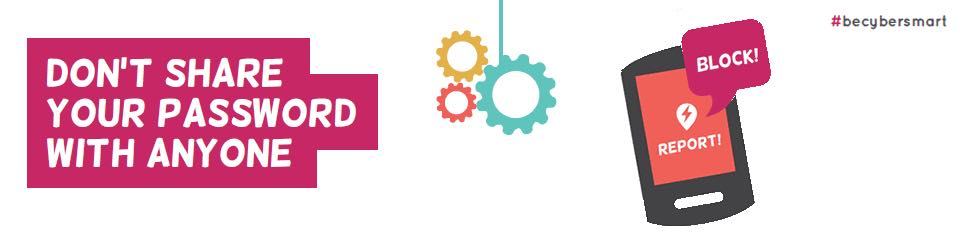 DON'T SHARE
YOUR PASSWORD
WITH ANYONE
BLOCK!
REPORT!
#becybersmart